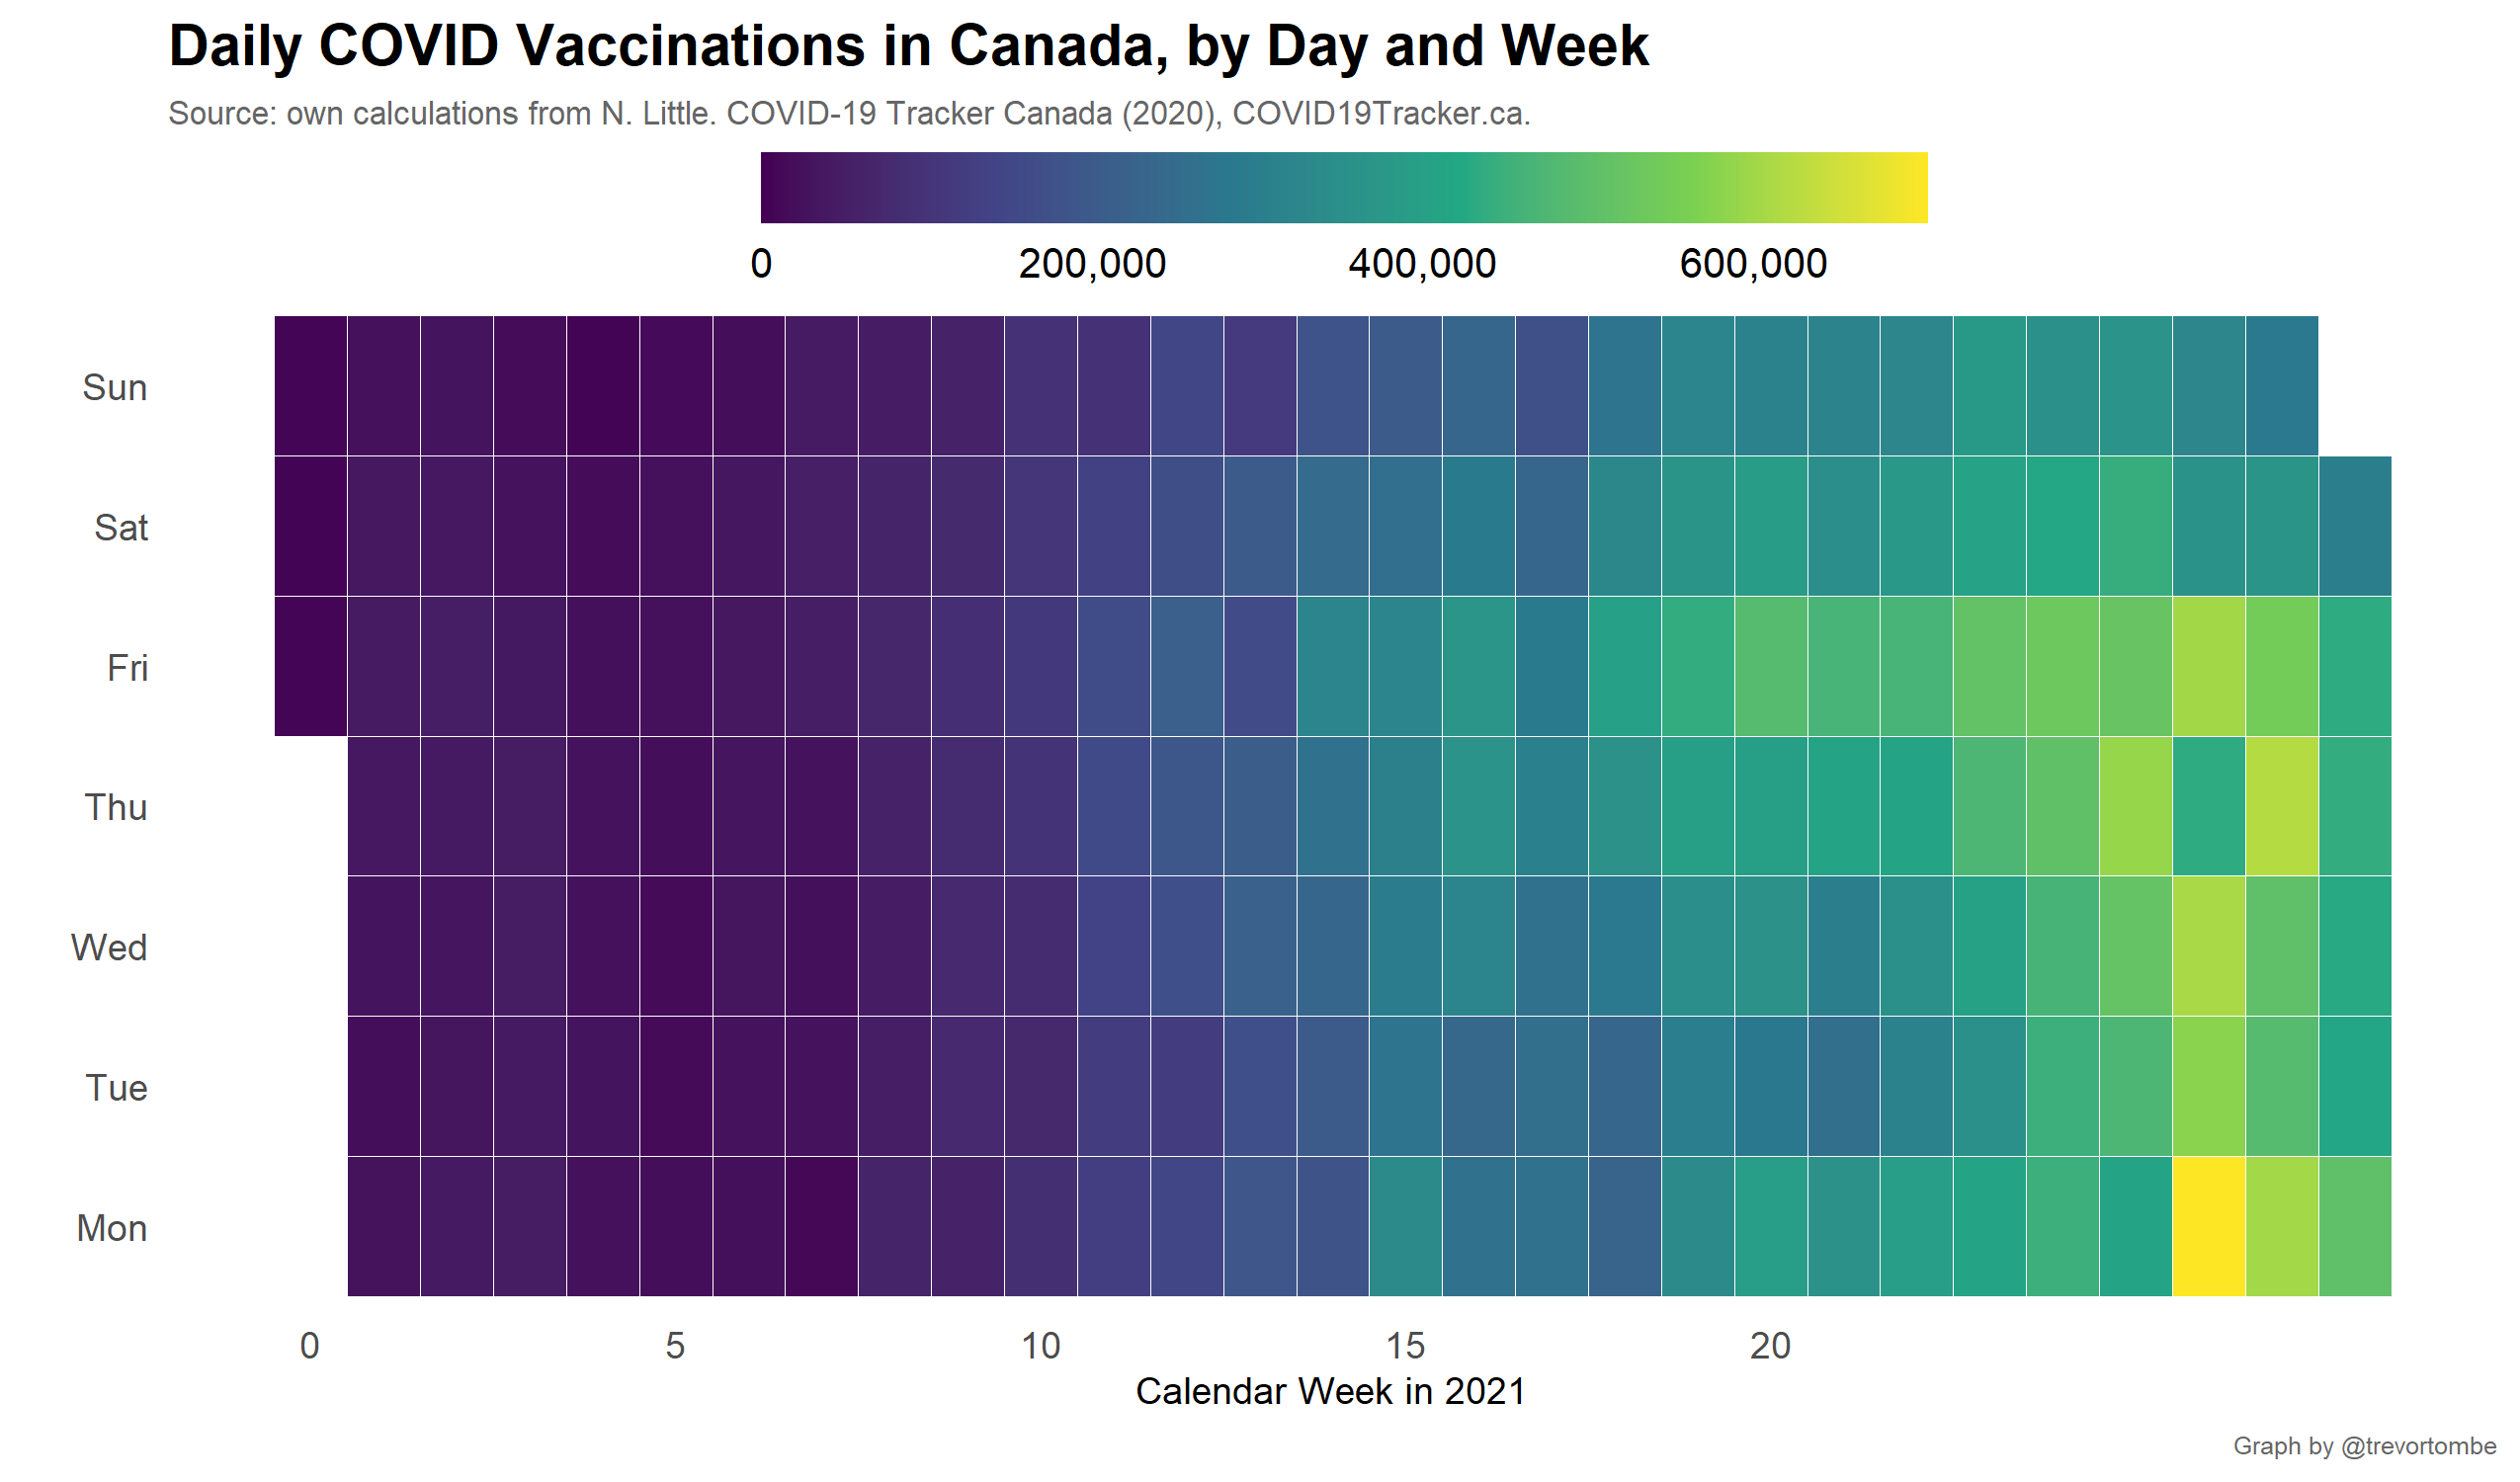 Daily COVID Vaccinations in Canada, by Day and Week
Source: own calculations from N. Little. COVID-19 Tracker Canada (2020), COVID19Tracker.ca.
0 200,000 400,000 600,000
Sun
Sat
Fri
Thu
Wed
Tue
Mon
0 5 10 15 20
Calendar Week in 2021
Graph by @trevortombe